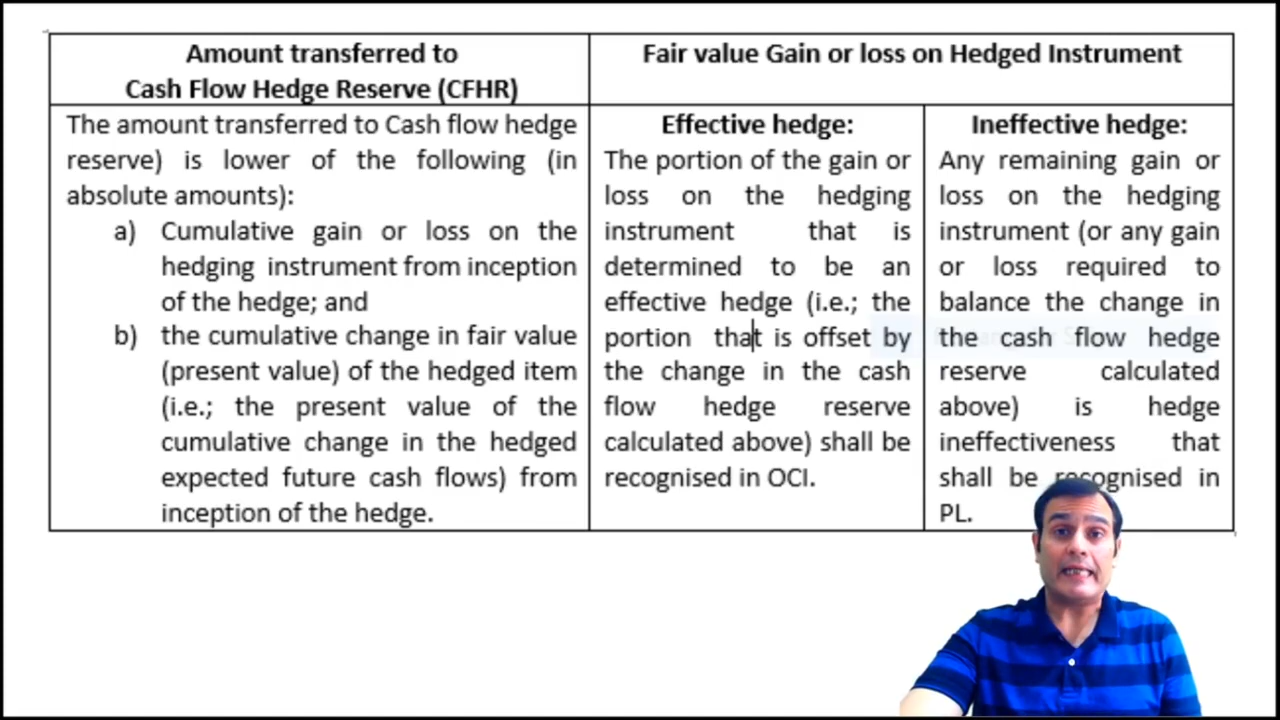 Amount transferred to
Cash Flow Hedge Reserve (CFHR)
Fair value Gain or loss on Hedged Instrument
The amount transferred to Cash flow hedge
reserve) is lower of the following (in
absolute amounts):
a) Cumulative gain or loss on the
hedging instrument from inception
of the hedge; and
b) the cumulative change in fair value
(present value) of the hedged item
(i.e.; the present value of the
cumulative change in the hedged
expected future cash flows) from
inception of the hedge.
Effective hedge:
The portion of the gain or
loss on the hedging
instrument that is
determined to be an
effective hedge (i.e.; the
portion that is offset by
the change in the cash
flow hedge reserve
calculated above) shall be
recognised in OCI.
Ineffective hedge:
Any remaining gain or
loss on the hedging
instrument (or any gain
or loss required to
balance the change in
the cash flow hedge
reserve calculated
above) is hedge
ineffectiveness that
shall be recognised in
PL.